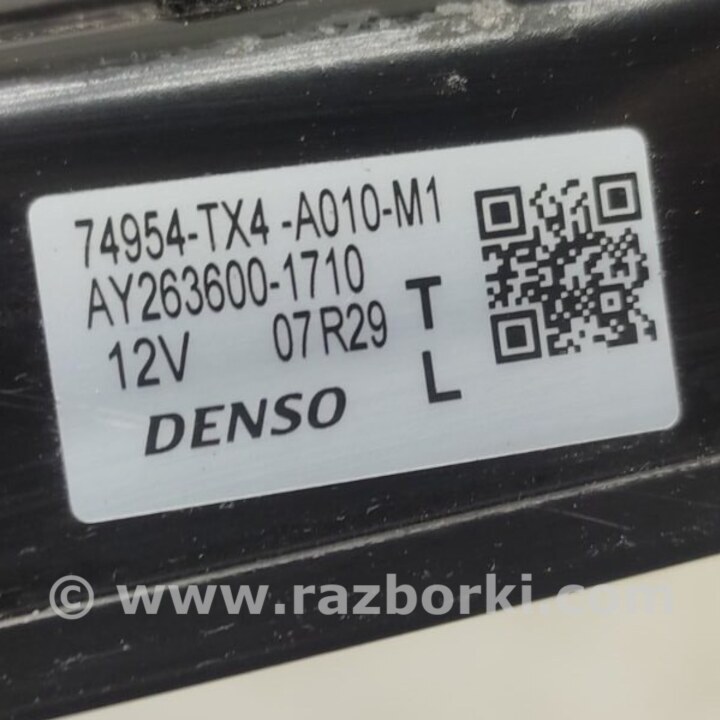 74954-TX4 -A010-M1
AY263600-1710
12V 07R29 T
L
DENSO
© www.razborki.com